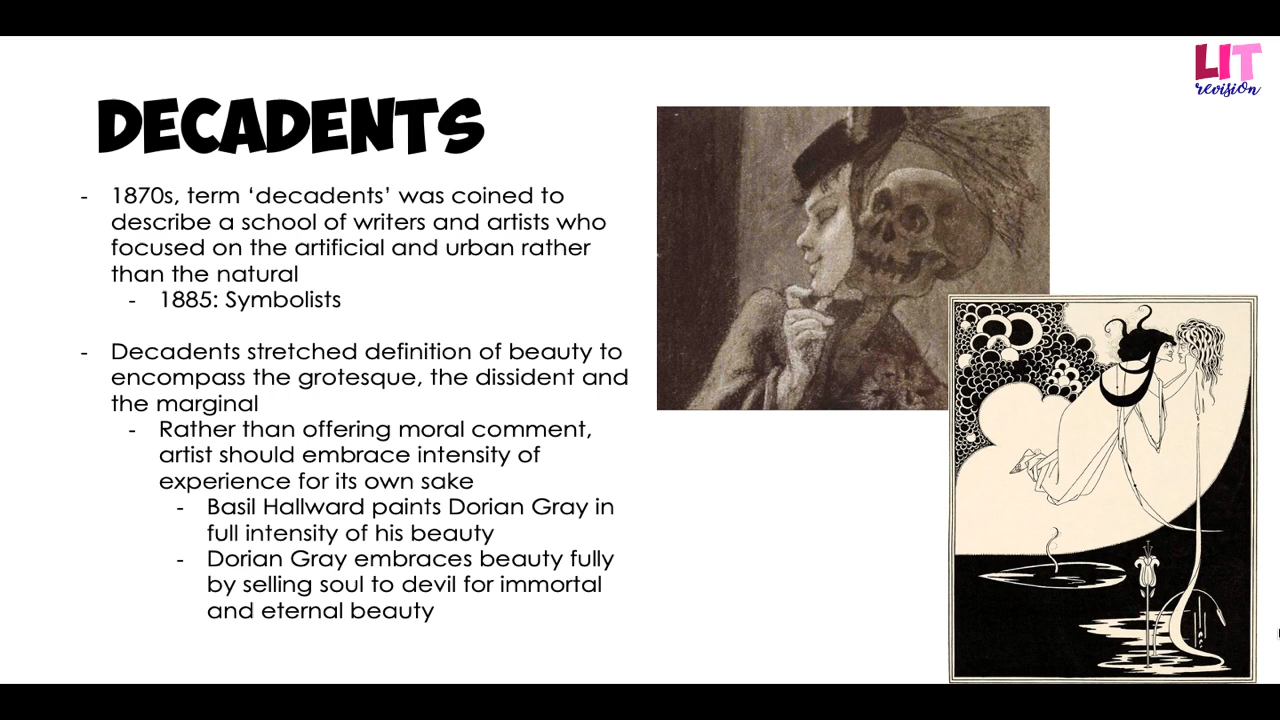 LIT
revision
DECADENTS
- 1870s, term ‘decadents’ was coined to
describe a school of writers and artists who
focused on the artificial and urban rather
than the natural
- 1885: Symbolists
- Decadents stretched definition of beauty to
encompass the grotesque, the dissident and
the marginal
- Rather than offering moral comment,
artist should embrace intensity of
experience for its own sake
- Basil Hallward paints Dorian Gray in
full intensity of his beauty
- Dorian Gray embraces beauty fully
by selling soul to devil for immortal
and eternal beauty